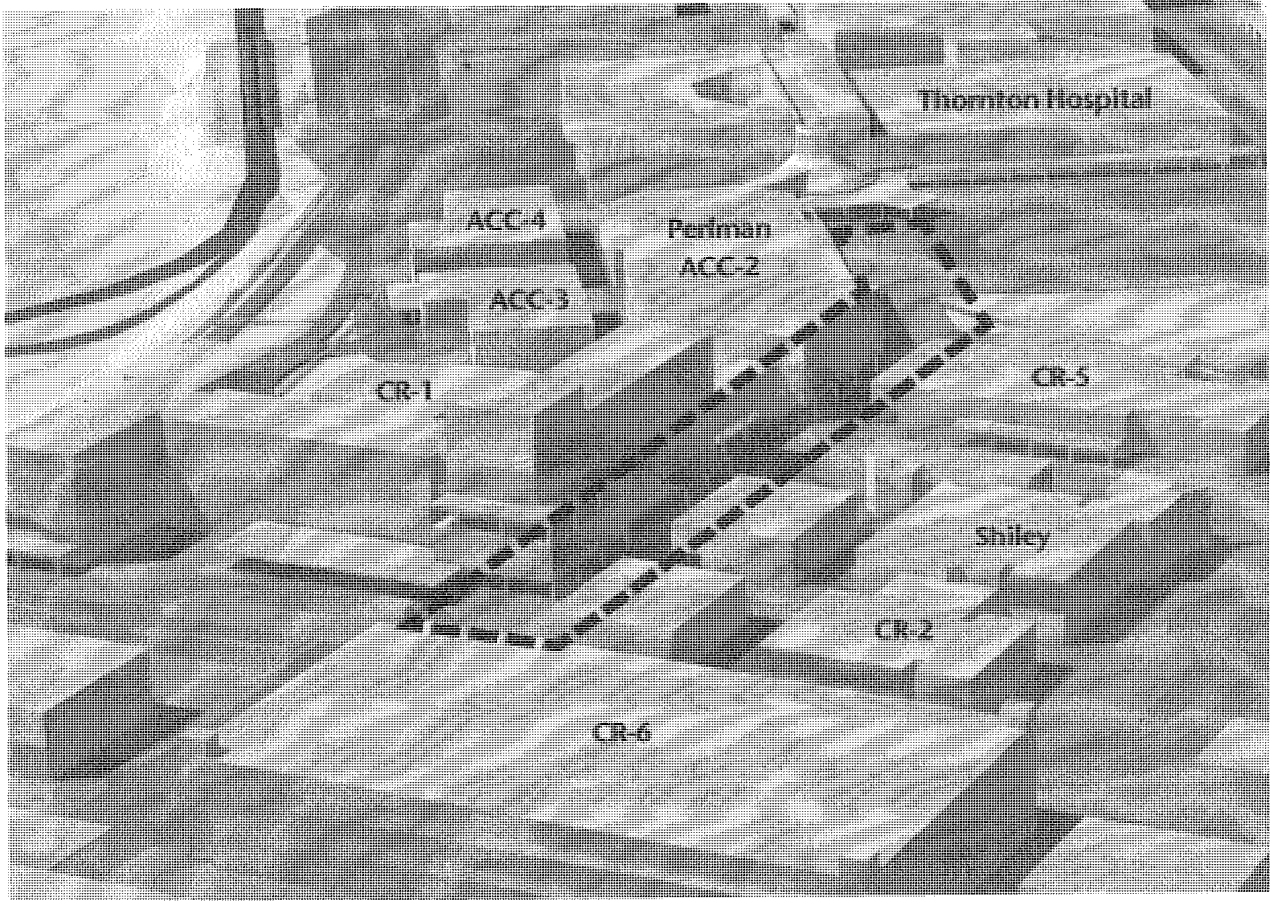 Thornton Hospital
ACC-4
Perlman
ACC-2
ACC-3
CR-1
CR-5
Shiley
CR-2
CR-6